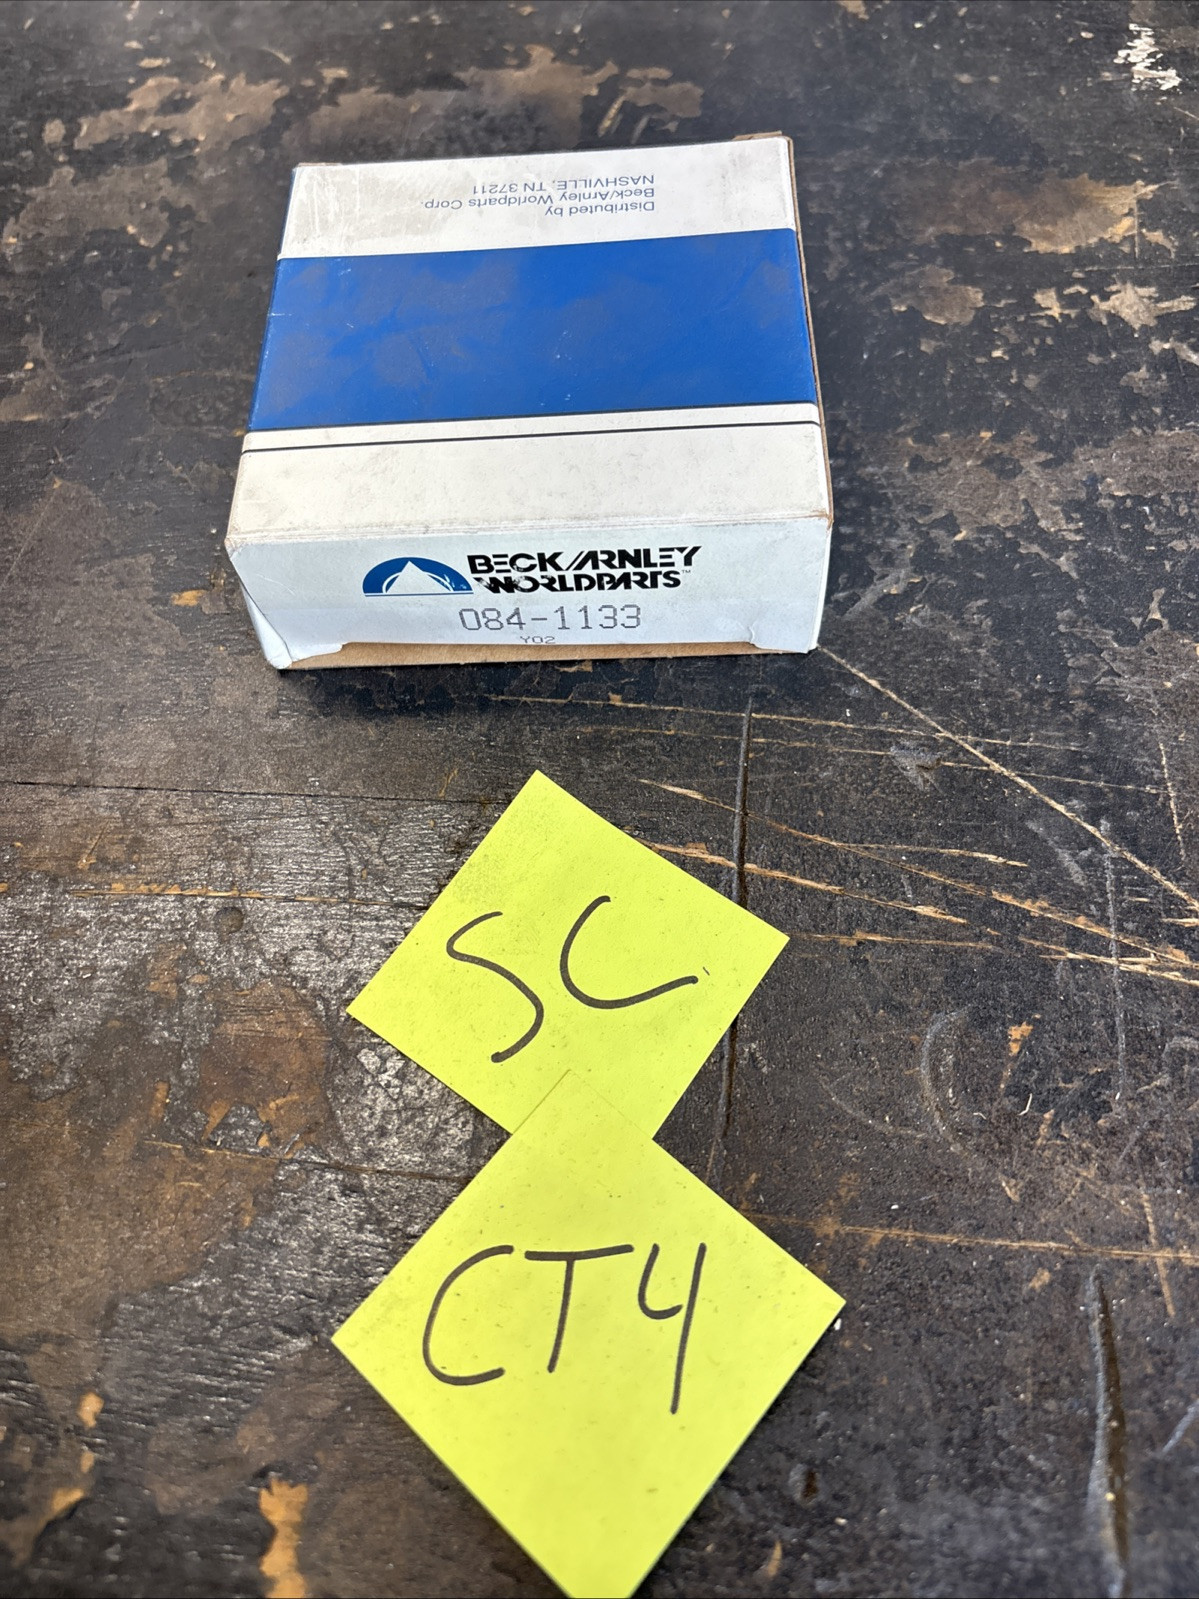 Distributed by
Beck/Arnley Worldparts Corp.
NASHVILLE, TN 37211
BECK/ARNLEY
WORLDPARTS™
084-1133
Y02
SC
CT4